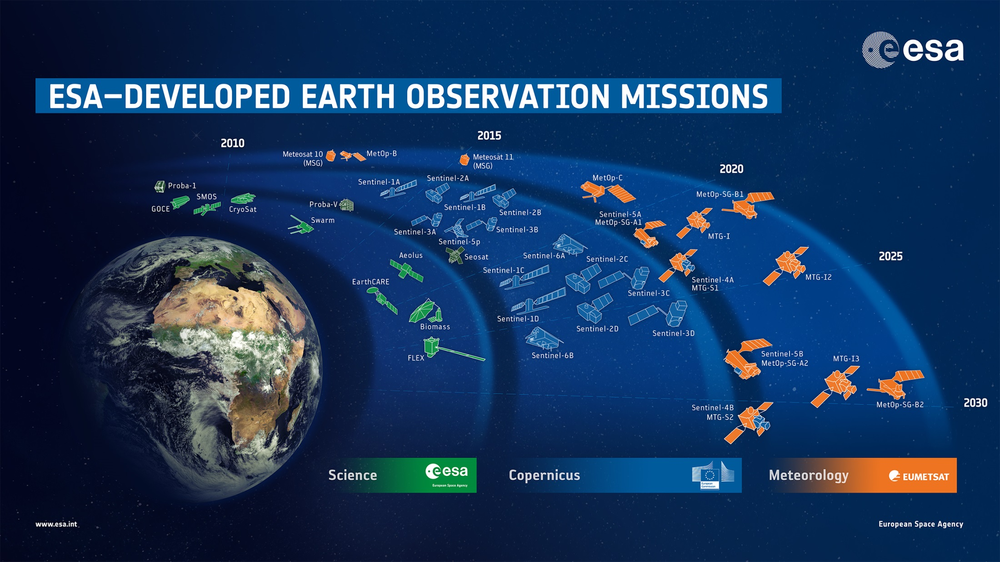 esa
ESA—DEVELOPED EARTH OBSERVATION MISSIONS
2010
2015
2020
2025
2030
Meteosat 10
(MSG)
MetOp-B
Meteosat 11
(MSG)
MetOp-C
MetOp-SG-B1
Sentinel-5A
MetOp-SG-A1
MTG-I
Sentinel-4A
MTG-S1
MTG-I2
Sentinel-5B
MetOp-SG-A2
MTG-I3
MetOp-SG-B2
Sentinel-4B
MTG-S2
Sentinel-1A
Sentinel-2A
Sentinel-1B
Sentinel-2B
Sentinel-3A
Sentinel-3B
Sentinel-5p
Sentinel-6A
Sentinel-2C
Sentinel-1C
Sentinel-3C
Sentinel-1D
Sentinel-2D
Sentinel-3D
Sentinel-6B
Proba-1
SMOS
GOCE
CryoSat
Proba-V
Swarm
Seosat
Aeolus
EarthCARE
Biomass
FLEX
Science
esa
European Space Agency
Copernicus
European
Commission
Meteorology
EUMETSAT
www.esa.int
European Space Agency